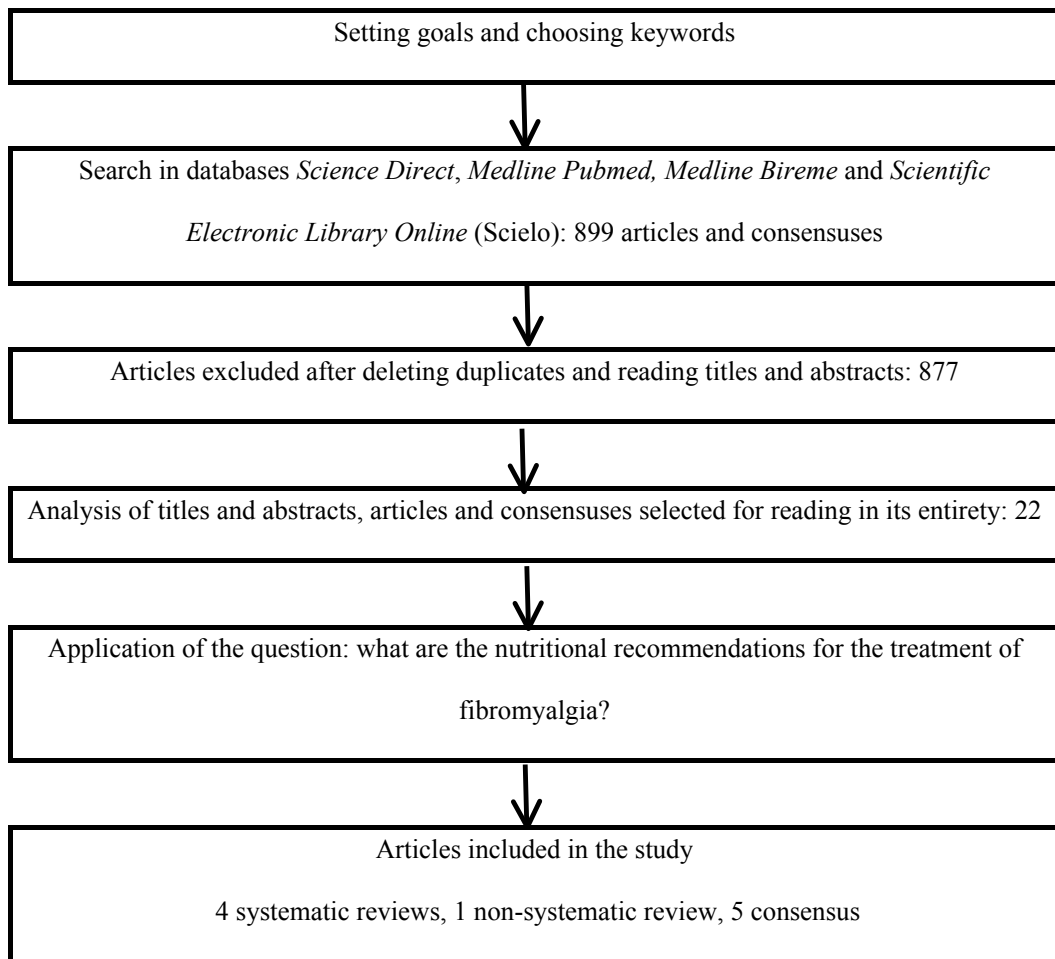 Setting goals and choosing keywords
Search in databases Science Direct, Medline Pubmed, Medline Bireme and Scientific
Electronic Library Online (Scielo): 899 articles and consensuses
Articles excluded after deleting duplicates and reading titles and abstracts: 877
Analysis of titles and abstracts, articles and consensuses selected for reading in its entirety: 22
Application of the question: what are the nutritional recommendations for the treatment of
fibromyalgia?
Articles included in the study
4 systematic reviews, 1 non-systematic review, 5 consensus